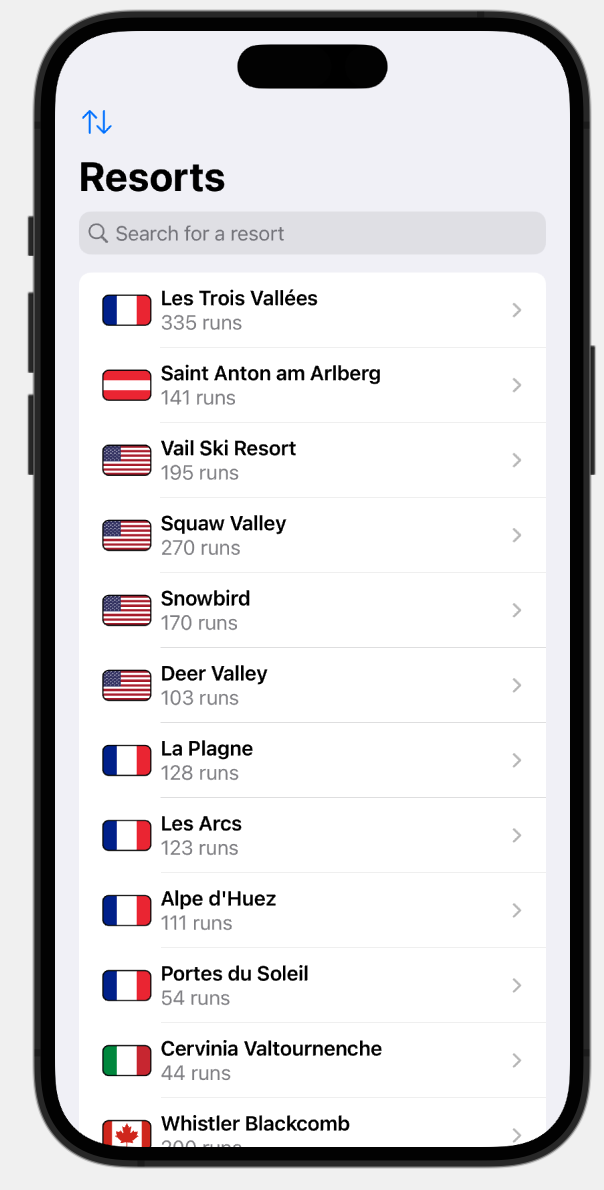 Resorts
Search for a resort
Les Trois Vallées
335 runs
Saint Anton am Arlberg
141 runs
Vail Ski Resort
195 runs
Squaw Valley
270 runs
Snowbird
170 runs
Deer Valley
103 runs
La Plagne
128 runs
Les Arcs
123 runs
Alpe d'Huez
111 runs
Portes du Soleil
54 runs
Cervinia Valtournenche
44 runs
Whistler Blackcomb
200 runs